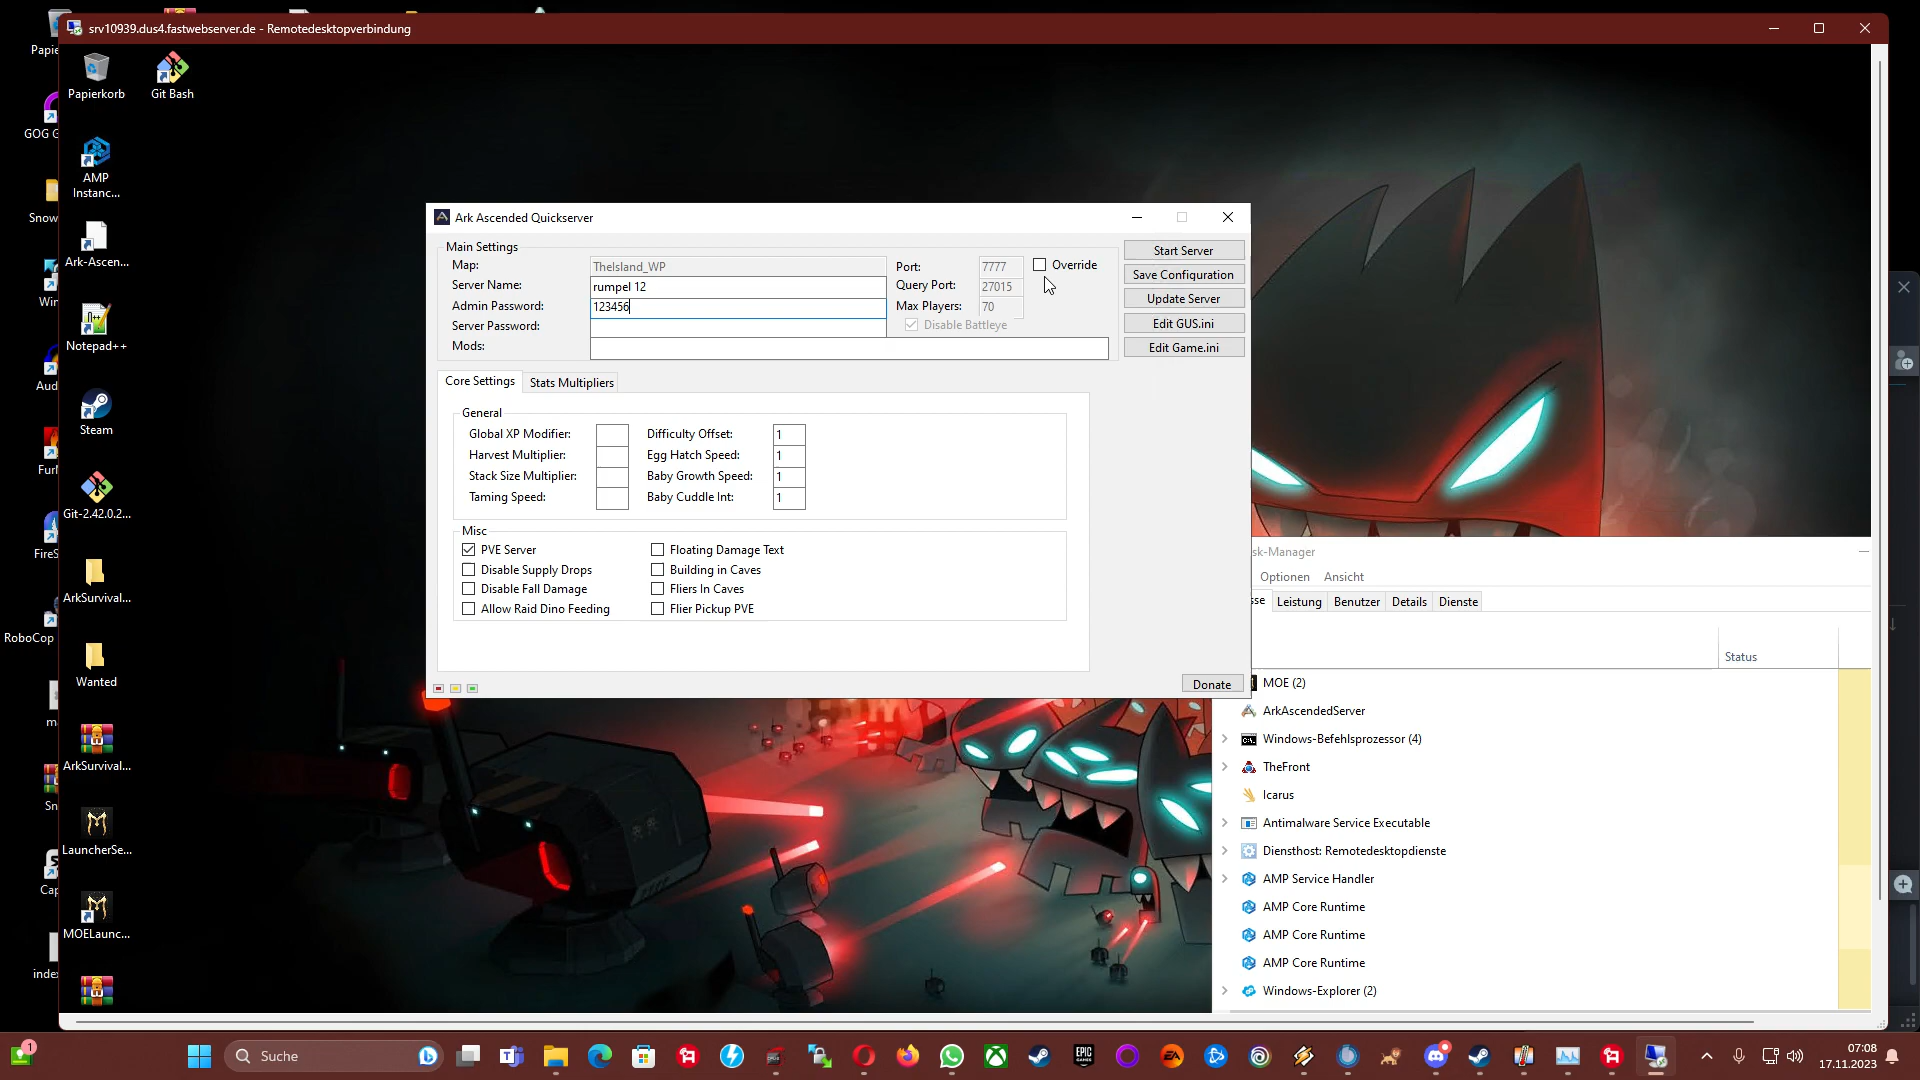 srv10939.dus4.fastwebserver.de - Remotedesktopverbindung
Papierkorb
Git Bash
GOG G
AMP
Instanc...
Snow
Ark-Ascen...
Win
Notepad++
Aud
Steam
Furl
Git-2.42.0.2...
FireS
ArkSurvival...
RoboCop
Wanted
ma
ArkSurvival...
Sn
LauncherSe...
Cap
MOELaunc...
index
Ark Ascended Quickserver
Main Settings
Map:
TheIsland_WP
Port:
7777
Override
Start Server
Server Name:
rumpel 12
Query Port:
27015
Save Configuration
Admin Password:
123456
Max Players:
70
Update Server
Server Password:
Disable Battleye
Edit GUS.ini
Mods:
Edit Game.ini
Core Settings
Stats Multipliers
General
Global XP Modifier:
Difficulty Offset:
1
Harvest Multiplier:
Egg Hatch Speed:
1
Stack Size Multiplier:
Baby Growth Speed:
1
Taming Speed:
Baby Cuddle Int:
1
Misc
PVE Server
Floating Damage Text
Disable Supply Drops
Building in Caves
Disable Fall Damage
Fliers In Caves
Allow Raid Dino Feeding
Flier Pickup PVE
Donate
sk-Manager
Optionen
Ansicht
sse
Leistung
Benutzer
Details
Dienste
Status
MOE (2)
ArkAscendedServer
Windows-Befehlsprozessor (4)
TheFront
Icarus
Antimalware Service Executable
Diensthost: Remotedesktopdienste
AMP Service Handler
AMP Core Runtime
AMP Core Runtime
AMP Core Runtime
Windows-Explorer (2)
1
Suche
EPIC
GAMES
EA
07:08
17.11.2023